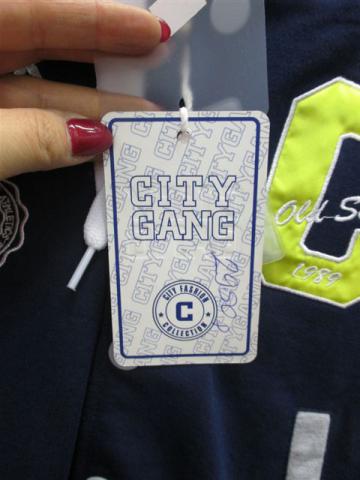 CITY
GANG
CITY FASHION
C
COLLECTION
Old-S
1989